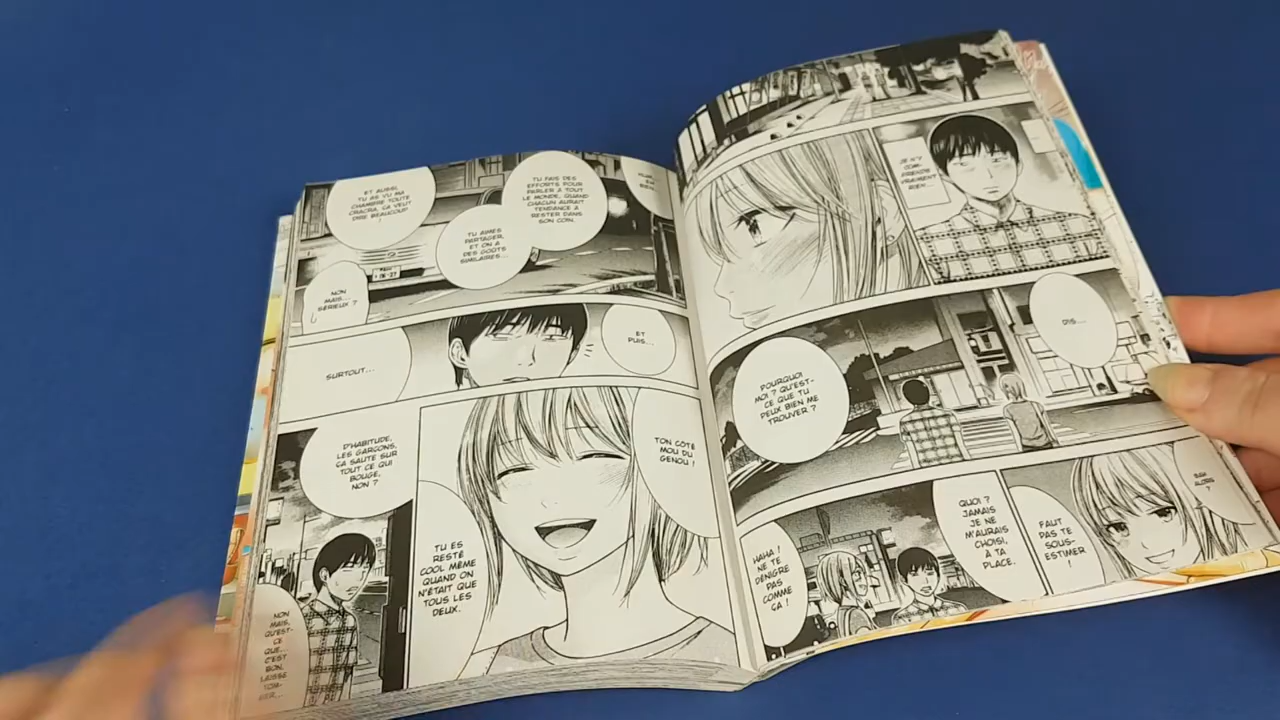 JE N'Y
COM-
PRENDS
VRAIMENT
RIEN...
DIS...
POURQUOI
MOI ? QU'EST-
CE QUE TU
PEUX BIEN ME
TROUVER ?
BAH
ALORS
?
FAUT
PAS TE
SOUS-
ESTIMER
!
QUOI ?
JAMAIS
JE NE
M'AURAIS
CHOISI,
À TA
PLACE.
HAHA !
NE TE
DÉNIGRE
PAS
COMME
ÇA !
TU FAIS DES
EFFORTS POUR
PARLER À TOUT
LE MONDE, QUAND
CHACUN AURAIT
TENDANCE À
RESTER DANS
SON COIN.
TU AIMES
PARTAGER,
ET ON A
DES GOÛTS
SIMILAIRES...
ET AUSSI,
TU AS VU MA
CHAMBRE TOUTE
CRACRA, ÇA VEUT
DIRE BEAUCOUP
!
NON
MAIS...
SÉRIEUX ?
ET
PUIS...
SURTOUT...
TON CÔTÉ
MOU DU
GENOU !
TU ES
RESTÉ
COOL MÊME
QUAND ON
N'ÉTAIT QUE
TOUS LES
DEUX.
D'HABITUDE,
LES GARÇONS,
ÇA SAUTE SUR
TOUT CE QUI
BOUGE,
NON ?
NON
MAIS,
QU'EST-
CE
QUE...
C'EST
BON,
LAISSE
TOM-
BER...